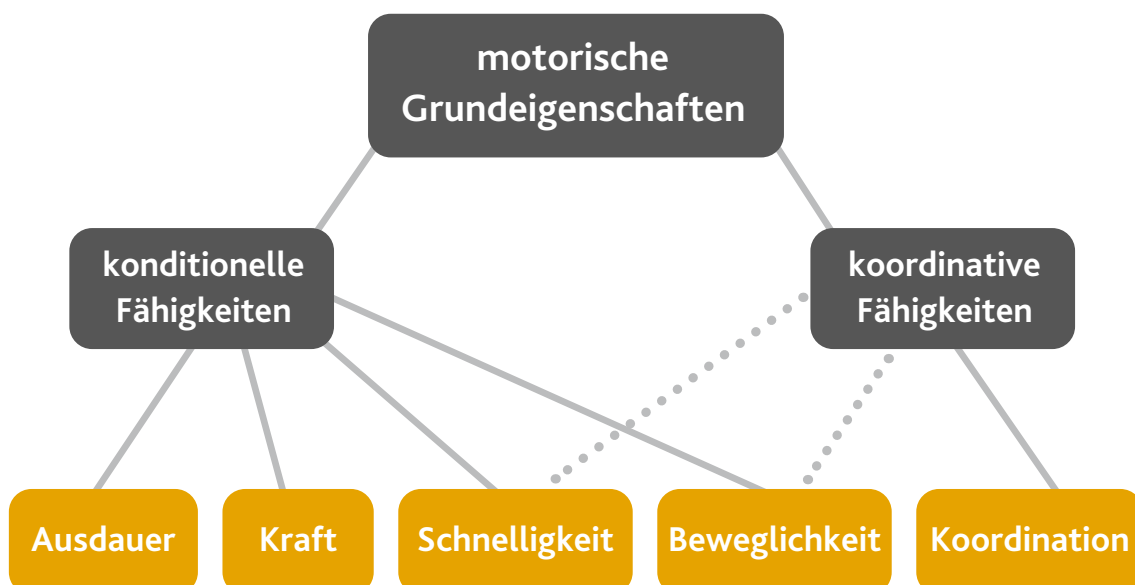 motorische
Grundeigenschaften
konditionelle
Fähigkeiten
koordinative
Fähigkeiten
Ausdauer
Kraft
Schnelligkeit
Beweglichkeit
Koordination